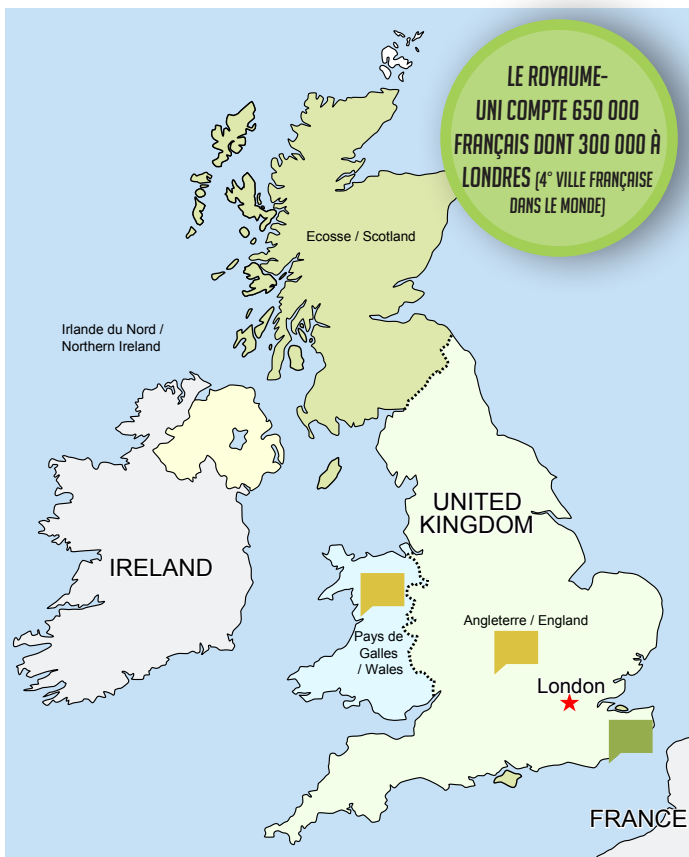 LE ROYAUME-
UNI COMPTE 650 000
FRANÇAIS DONT 300 000 À
LONDRES (4° VILLE FRANÇAISE
DANS LE MONDE)
Ecosse / Scotland
Irlande du Nord /
Northern Ireland
UNITED
KINGDOM
IRELAND
Angleterre / England
Pays de
Galles
/ Wales
London
FRANCE